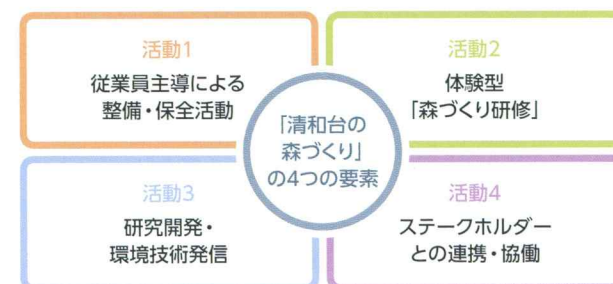 活動1
従業員主導による
整備・保全活動
活動2
体験型
「森づくり研修」
「清和台の
森づくり」
の4つの要素
活動3
研究開発・
環境技術発信
活動4
ステークホルダー
との連携・協働